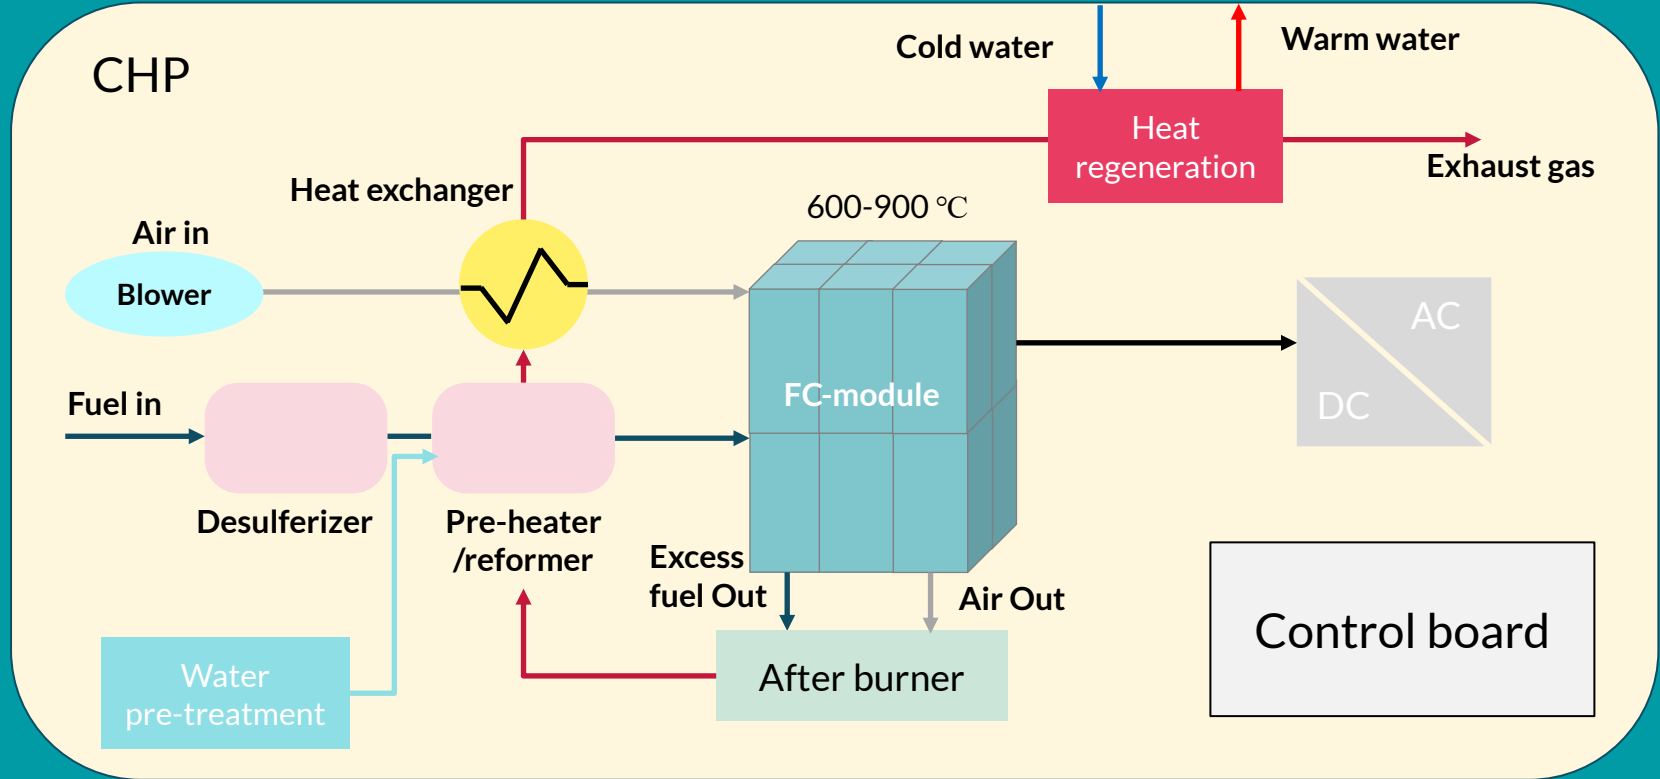 CHP
Cold water
Warm water
Heat
regeneration
Exhaust gas
Heat exchanger
600-900 °C
Air in
Blower
AC
DC
Fuel in
FC-module
Desulferizer
Pre-heater
/reformer
Excess
fuel Out
Air Out
Control board
Water
pre-treatment
After burner